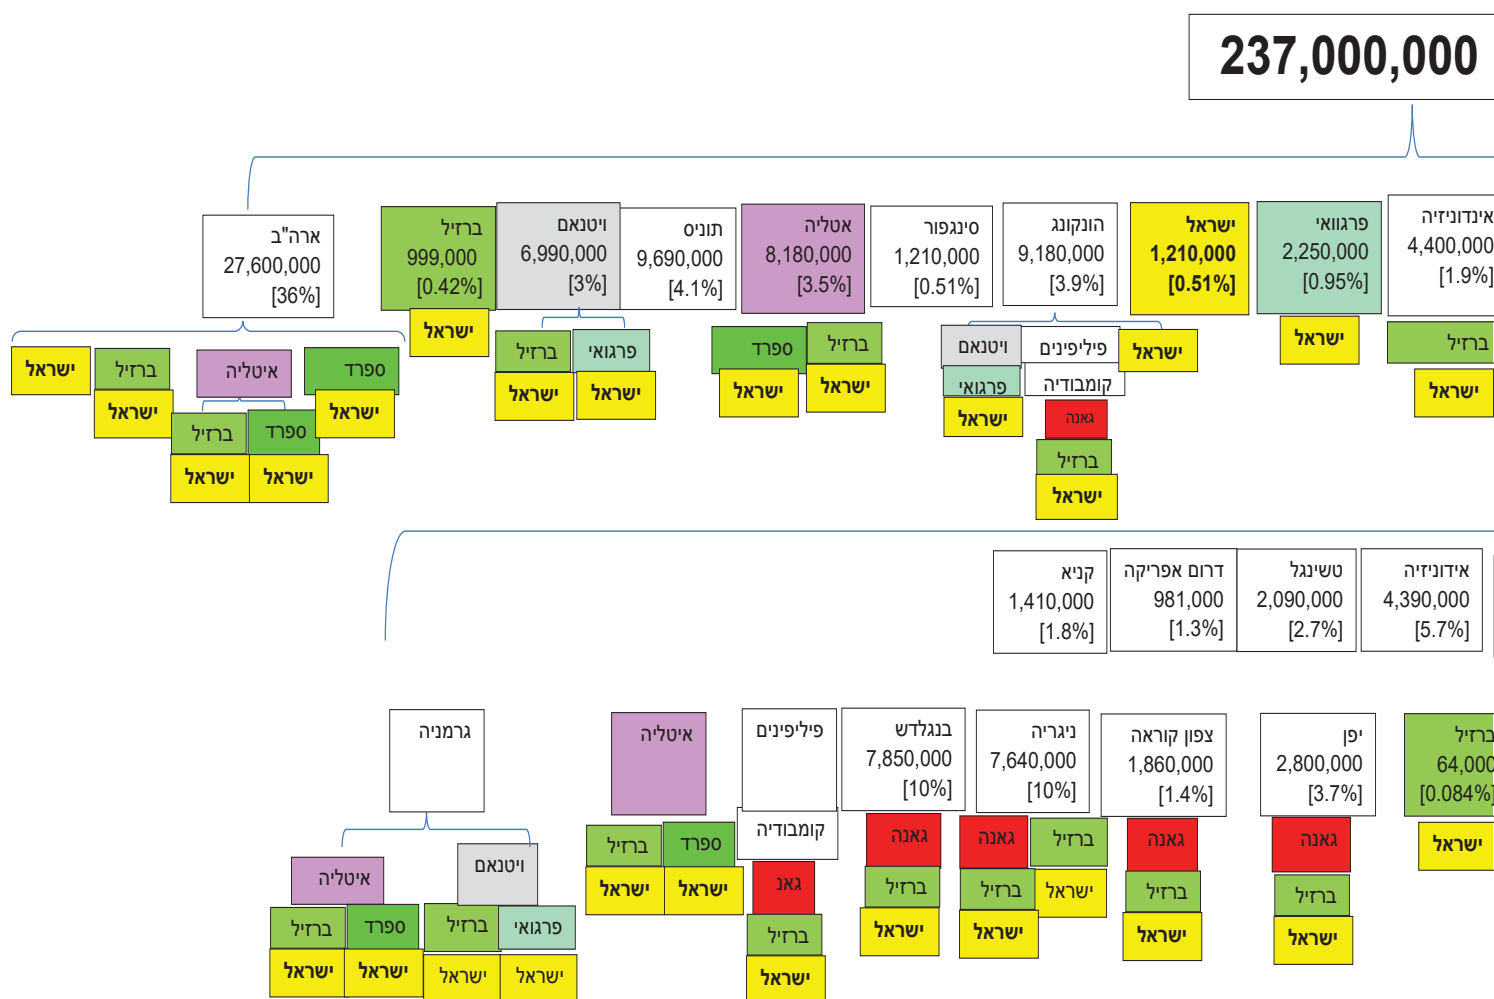 237,000,000
אינדוניזיה
4,400,000
[1.9%]
ברזיל
ישראל
פרגוואי
2,250,000
[0.95%]
ישראל
ישראל
1,210,000
[0.51%]
הונקונג
9,180,000
[3.9%]
ישראל
פיליפינים
קומבודיה
גאנה
ברזיל
ישראל
ויטנאם
פרגואי
ישראל
סינגפור
1,210,000
[0.51%]
אטליה
8,180,000
[3.5%]
ברזיל
ישראל
ספרד
ישראל
תוניס
9,690,000
[4.1%]
ויטנאם
6,990,000
[3%]
פרגואי
ישראל
ברזיל
ישראל
ברזיל
999,000
[0.42%]
ישראל
ארה"ב
27,600,000
[36%]
ספרד
ישראל
איטליה
ספרד
ישראל
ברזיל
ישראל
ברזיל
ישראל
ישראל
אידוניזיה
4,390,000
[5.7%]
טשינגל
2,090,000
[2.7%]
דרום אפריקה
981,000
[1.3%]
קניא
1,410,000
[1.8%]
ברזיל
64,000
[0.084%]
ישראל
יפן
2,800,000
[3.7%]
גאנה
ברזיל
ישראל
צפון קוראה
1,860,000
[1.4%]
גאנה
ברזיל
ישראל
ניגריה
7,640,000
[10%]
ברזיל
ישראל
גאנה
ברזיל
ישראל
בנגלדש
7,850,000
[10%]
גאנה
ברזיל
ישראל
פיליפינים
קומבודיה
גאנ
ברזיל
ישראל
איטליה
ספרד
ישראל
ברזיל
ישראל
גרמניה
ויטנאם
פרגואי
ישראל
ברזיל
ישראל
איטליה
ספרד
ישראל
ברזיל
ישראל